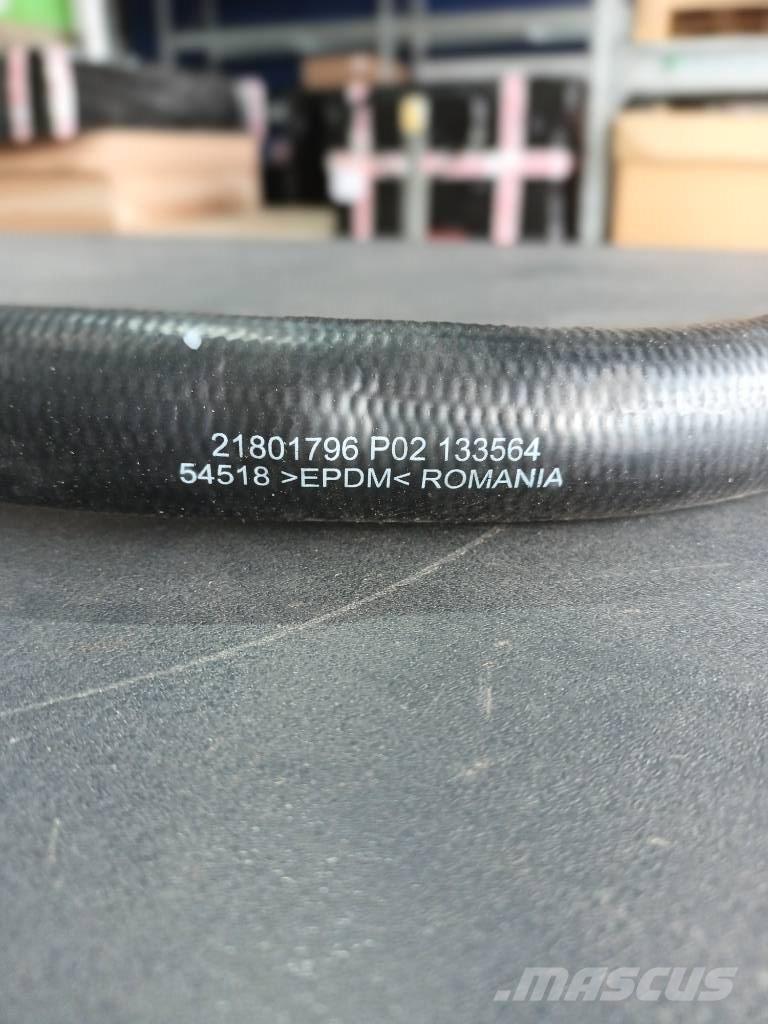 21801796 P02 133564
54518 >EPDM< ROMANIA
MASCUS